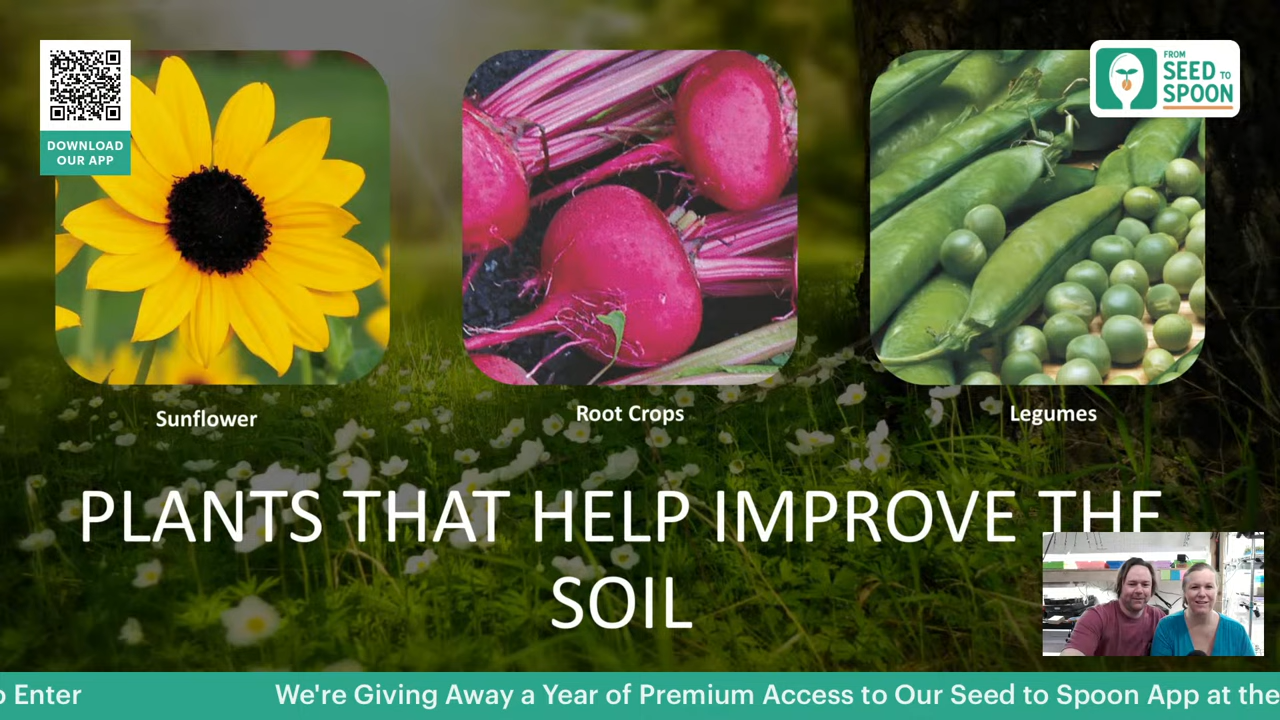 DOWNLOAD
OUR APP
FROM
SEED TO
SPOON
Sunflower
Root Crops
Legumes
PLANTS THAT HELP IMPROVE THE
SOIL
o Enter
We're Giving Away a Year of Premium Access to Our Seed to Spoon App at the